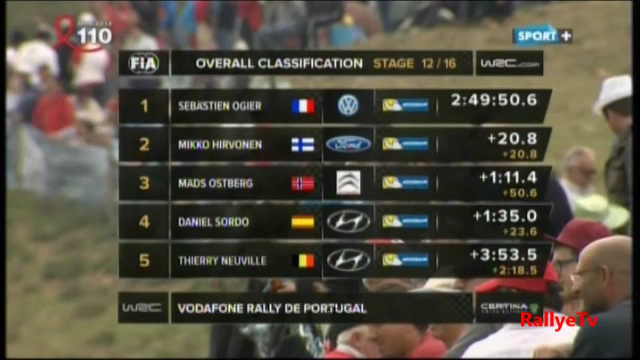 110
SPORT +
FIA OVERALL CLASSIFICATION STAGE 12 / 16 WRC.com
1 SEBASTIEN OGIER 2:49:50.6
2 MIKKO HIRVONEN Ford +20.8
+20.8
3 MADS OSTBERG +1:11.4
+50.6
4 DANIEL SORDO +1:35.0
+23.6
5 THIERRY NEUVILLE +3:53.5
+2:18.5
WRC VODAFONE RALLY DE PORTUGAL CERTINA
RallyeTv